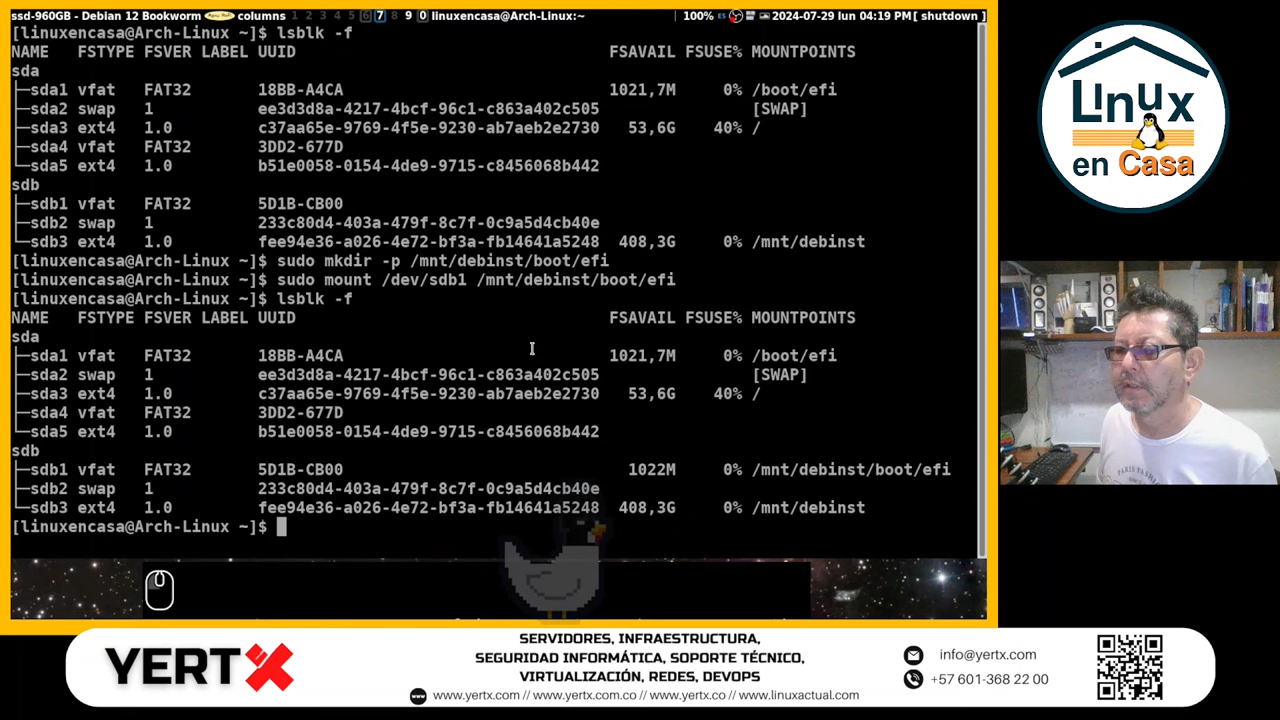 ssd-960GB - Debian 12 Bookworm columns 1 2 3 4 5 6 7 8 9 0 linuxencasa@Arch-Linux:~ 100% ES 2024-07-29 lun 04:19 PM[ shutdown ]
[linuxencasa@Arch-Linux ~]$ lsblk -f
NAME FSTYPE FSVER LABEL UUID FSAVAIL FSUSE% MOUNTPOINTS
sda
├─sda1 vfat FAT32 18BB-A4CA 1021,7M 0% /boot/efi
├─sda2 swap 1 ee3d3d8a-4217-4bcf-96c1-c863a402c505 [SWAP]
├─sda3 ext4 1.0 c37aa65e-9769-4f5e-9230-ab7aeb2e2730 53,6G 40% /
├─sda4 vfat FAT32 3DD2-677D
└─sda5 ext4 1.0 b51e0058-0154-4de9-9715-c8456068b442
sdb
├─sdb1 vfat FAT32 5D1B-CB00
├─sdb2 swap 1 233c80d4-403a-479f-8c7f-0c9a5d4cb40e
└─sdb3 ext4 1.0 fee94e36-a026-4e72-bf3a-fb14641a5248 408,3G 0% /mnt/debinst
[linuxencasa@Arch-Linux ~]$ sudo mkdir -p /mnt/debinst/boot/efi
[linuxencasa@Arch-Linux ~]$ sudo mount /dev/sdb1 /mnt/debinst/boot/efi
[linuxencasa@Arch-Linux ~]$ lsblk -f
NAME FSTYPE FSVER LABEL UUID FSAVAIL FSUSE% MOUNTPOINTS
sda
├─sda1 vfat FAT32 18BB-A4CA 1021,7M 0% /boot/efi
├─sda2 swap 1 ee3d3d8a-4217-4bcf-96c1-c863a402c505 [SWAP]
├─sda3 ext4 1.0 c37aa65e-9769-4f5e-9230-ab7aeb2e2730 53,6G 40% /
├─sda4 vfat FAT32 3DD2-677D
└─sda5 ext4 1.0 b51e0058-0154-4de9-9715-c8456068b442
sdb
├─sdb1 vfat FAT32 5D1B-CB00 1022M 0% /mnt/debinst/boot/efi
├─sdb2 swap 1 233c80d4-403a-479f-8c7f-0c9a5d4cb40e
└─sdb3 ext4 1.0 fee94e36-a026-4e72-bf3a-fb14641a5248 408,3G 0% /mnt/debinst
[linuxencasa@Arch-Linux ~]$
Linux
en Casa
YERTX
SERVIDORES, INFRAESTRUCTURA,
SEGURIDAD INFORMÁTICA, SOPORTE TÉCNICO,
VIRTUALIZACIÓN, REDES, DEVOPS
www.yertx.com // www.yertx.com.co // www.yertx.co // www.linuxactual.com
info@yertx.com
+57 601-368 22 00